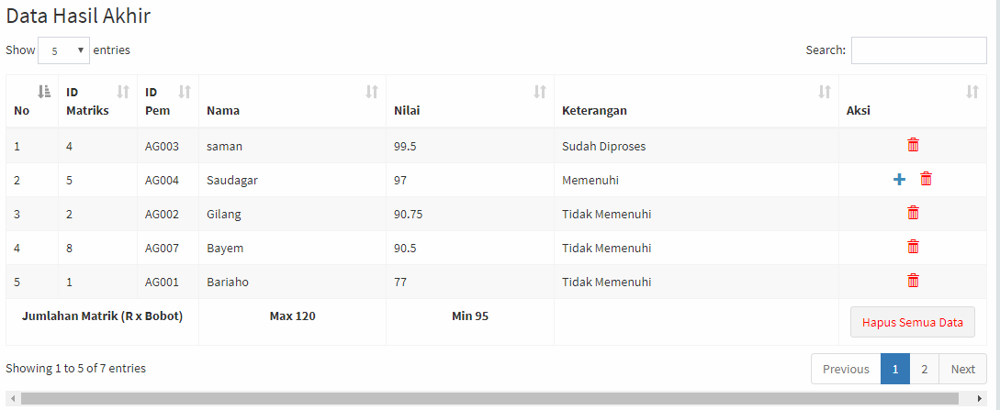 Data Hasil Akhir
Show 5 entries Search:
No ID Matriks ID Pem Nama Nilai Keterangan Aksi
1 4 AG003 saman 99.5 Sudah Diproses
2 5 AG004 Saudagar 97 Memenuhi
3 2 AG002 Gilang 90.75 Tidak Memenuhi
4 8 AG007 Bayem 90.5 Tidak Memenuhi
5 1 AG001 Bariaho 77 Tidak Memenuhi
Jumlahan Matrik (R x Bobot) Max 120 Min 95 Hapus Semua Data
Showing 1 to 5 of 7 entries Previous 1 2 Next